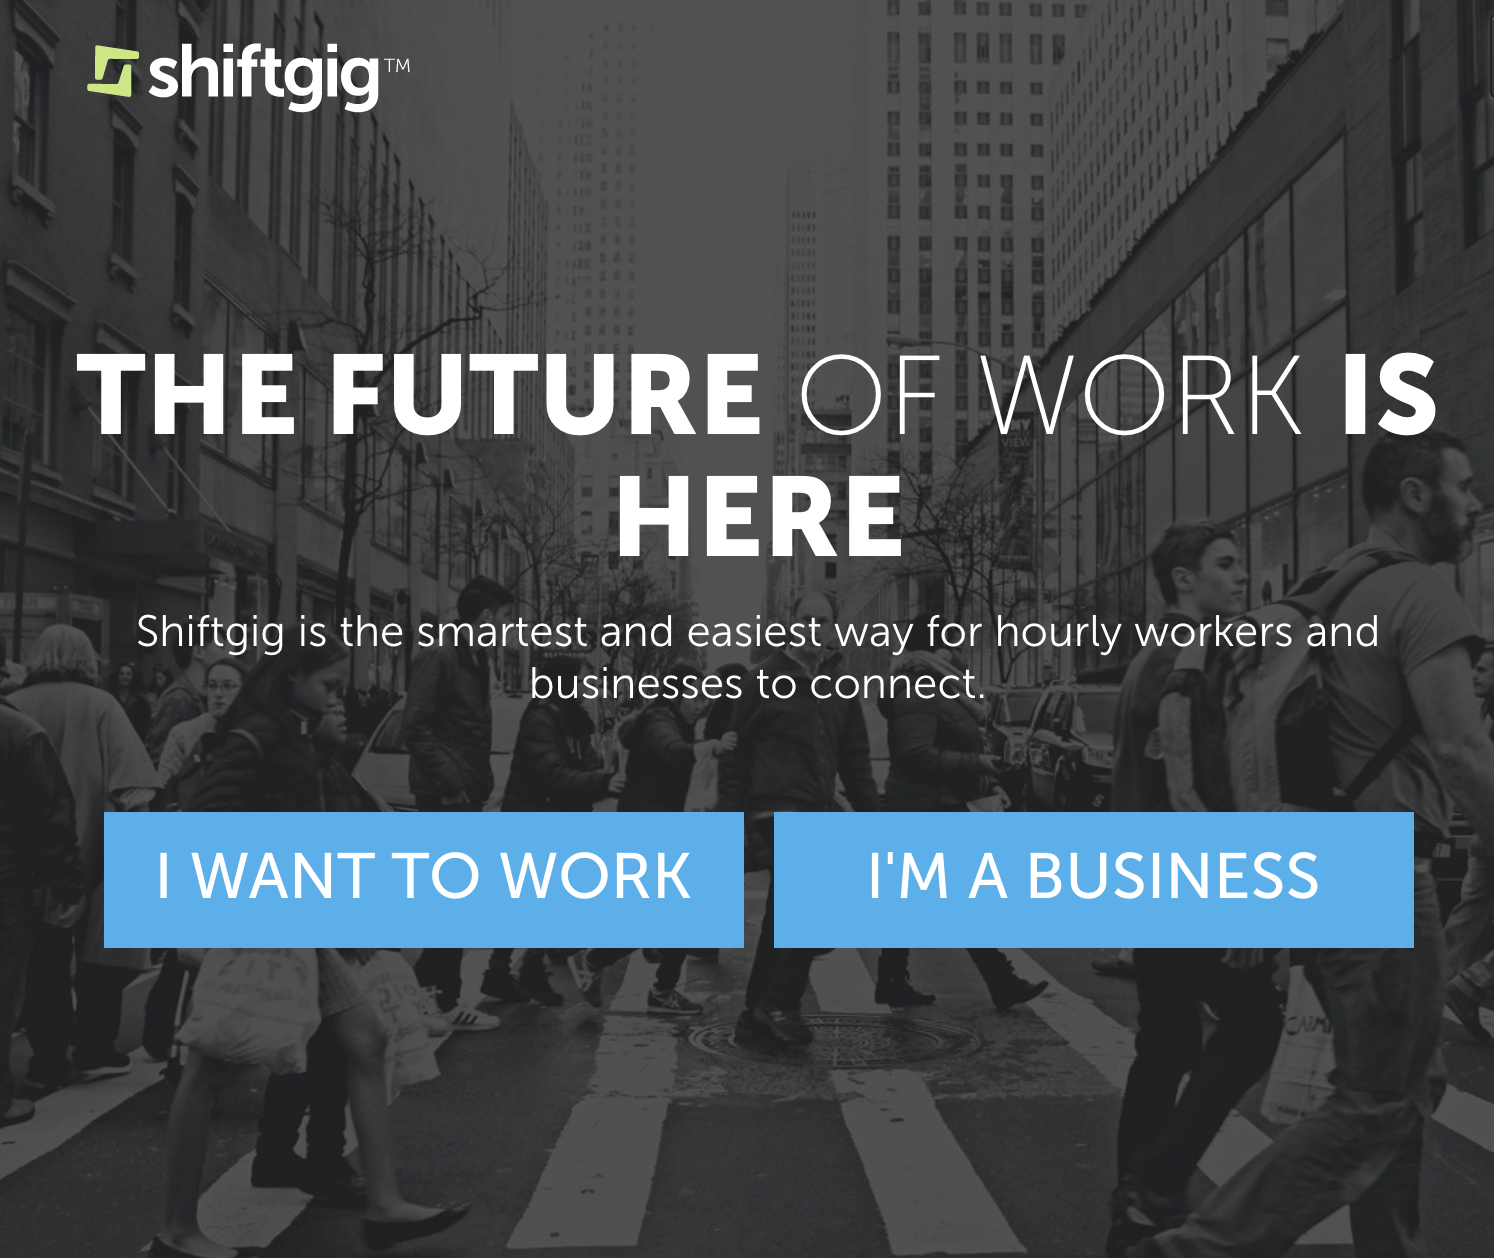 shiftgig™
THE FUTURE OF WORK IS
HERE
Shiftgig is the smartest and easiest way for hourly workers and
businesses to connect.
I WANT TO WORK
I'M A BUSINESS
VIEW